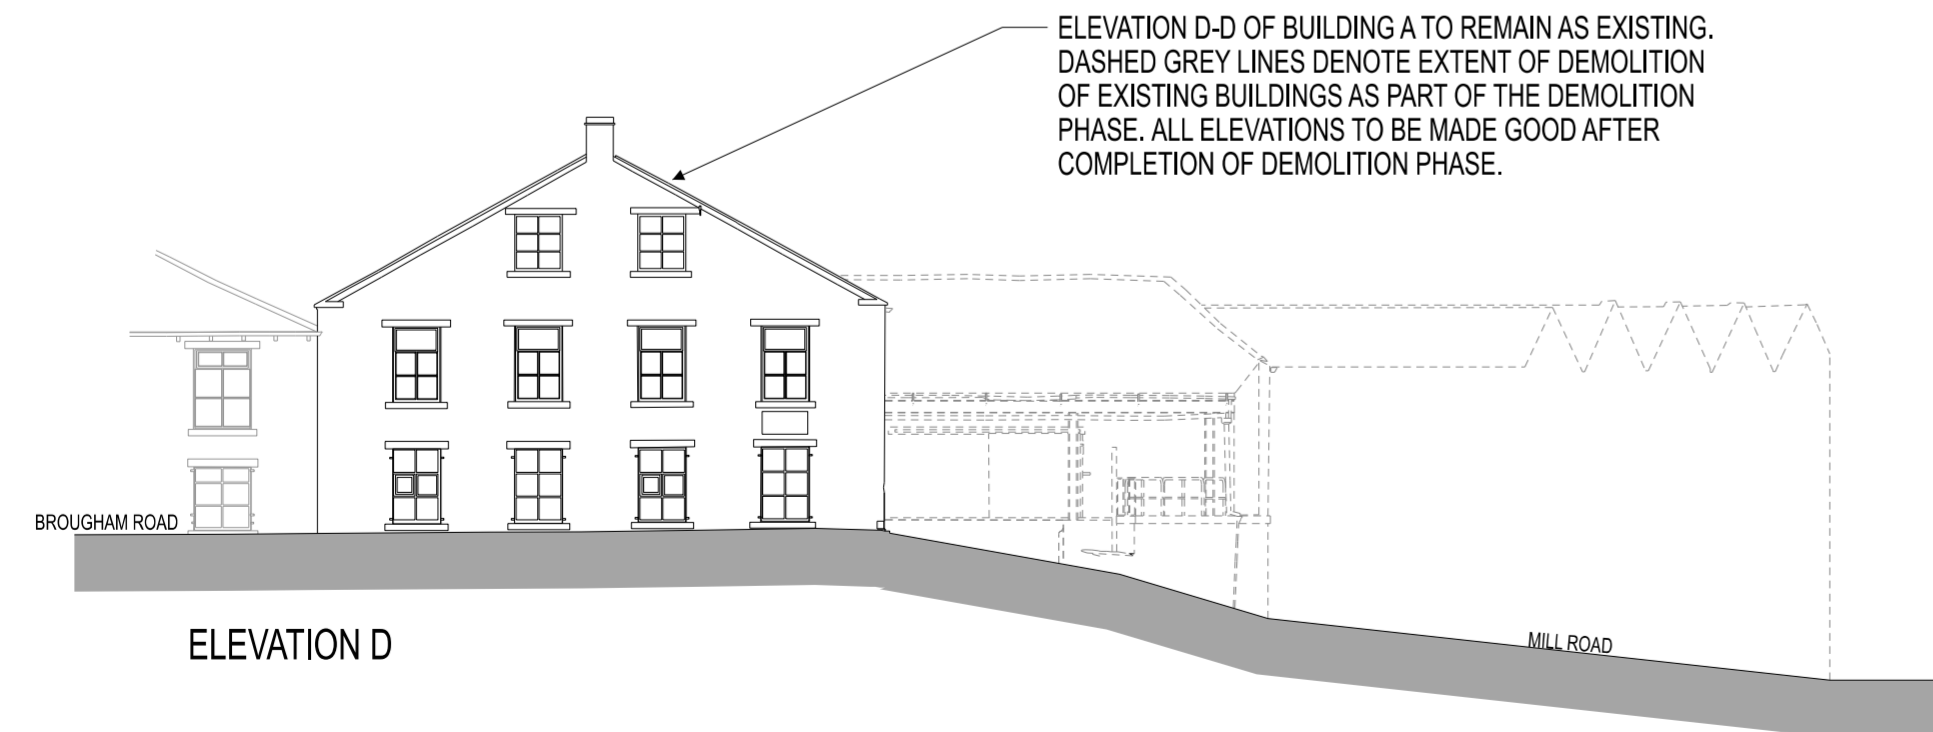 ELEVATION D-D OF BUILDING A TO REMAIN AS EXISTING.
DASHED GREY LINES DENOTE EXTENT OF DEMOLITION
OF EXISTING BUILDINGS AS PART OF THE DEMOLITION
PHASE. ALL ELEVATIONS TO BE MADE GOOD AFTER
COMPLETION OF DEMOLITION PHASE.
BROUGHAM ROAD
ELEVATION D
MILL ROAD